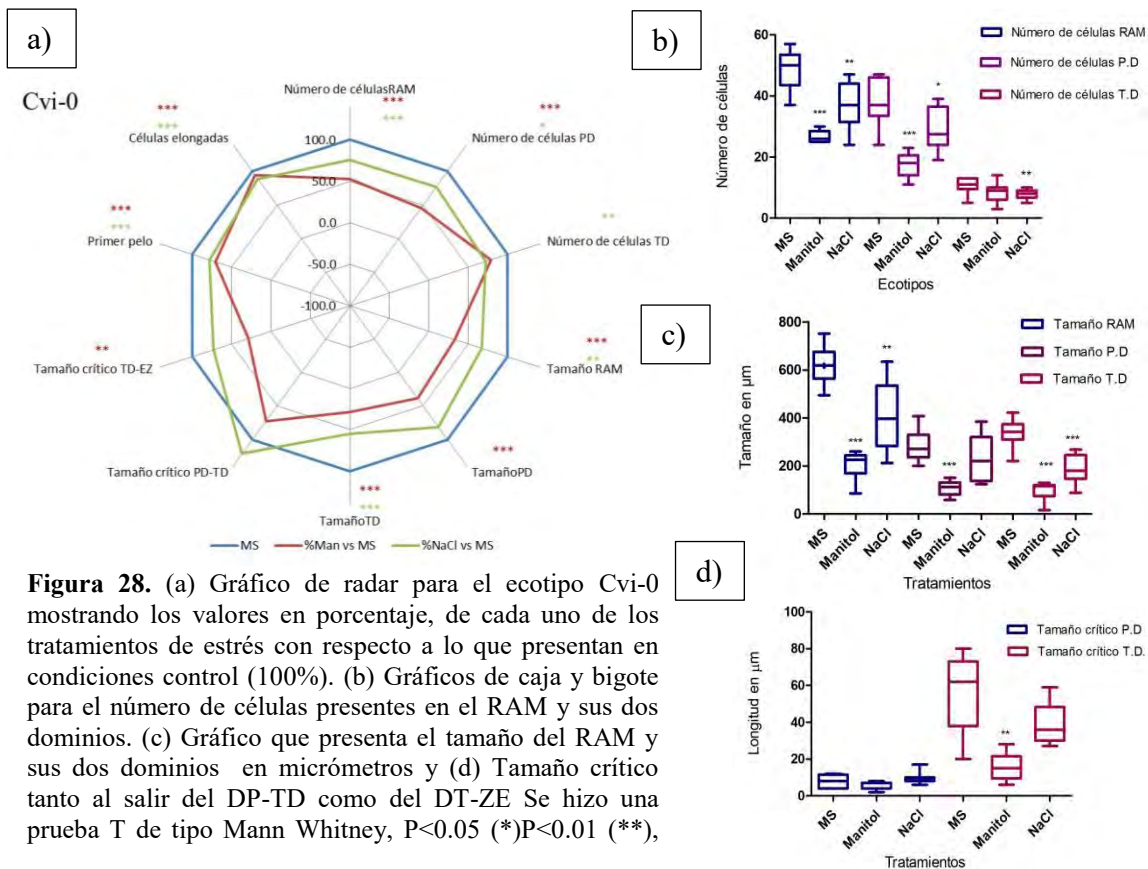 a)
Cvi-0
***
***
Células elongadas
Número de célulasRAM
***
***
***
*
Número de células PD
**
Número de células TD
***
**
Tamaño RAM
***
TamañoPD
***
***
TamañoTD
Tamaño crítico PD-TD
**
Tamaño crítico TD-EZ
***
***
Primer pelo
100.0
50.0
0.0
-50.0
-100.0
MS %Man vs MS %NaCl vs MS
Figura 28. (a) Gráfico de radar para el ecotipo Cvi-0
mostrando los valores en porcentaje, de cada uno de los
tratamientos de estrés con respecto a lo que presentan en
condiciones control (100%). (b) Gráficos de caja y bigote
para el número de células presentes en el RAM y sus dos
dominios. (c) Gráfico que presenta el tamaño del RAM y
sus dos dominios en micrómetros y (d) Tamaño crítico
tanto al salir del DP-TD como del DT-ZE Se hizo una
prueba T de tipo Mann Whitney, P<0.05 (*)P<0.01 (**),
b)
Número de células
60
40
20
0
*** ** *** * **
MS Manitol NaCl MS Manitol NaCl MS Manitol NaCl
Ecotipos
Número de células RAM
Número de células P.D
Número de células T.D
c)
Tamaño en µm
800
600
400
200
0
*** ** *** *** ***
MS Manitol NaCl MS Manitol NaCl MS Manitol NaCl
Tratamientos
Tamaño RAM
Tamaño P.D
Tamaño T.D
d)
Longitud en µm
100
80
60
40
20
0
**
MS Manitol NaCl MS Manitol NaCl
Tratamientos
Tamaño crítico P.D
Tamaño crítico T.D.